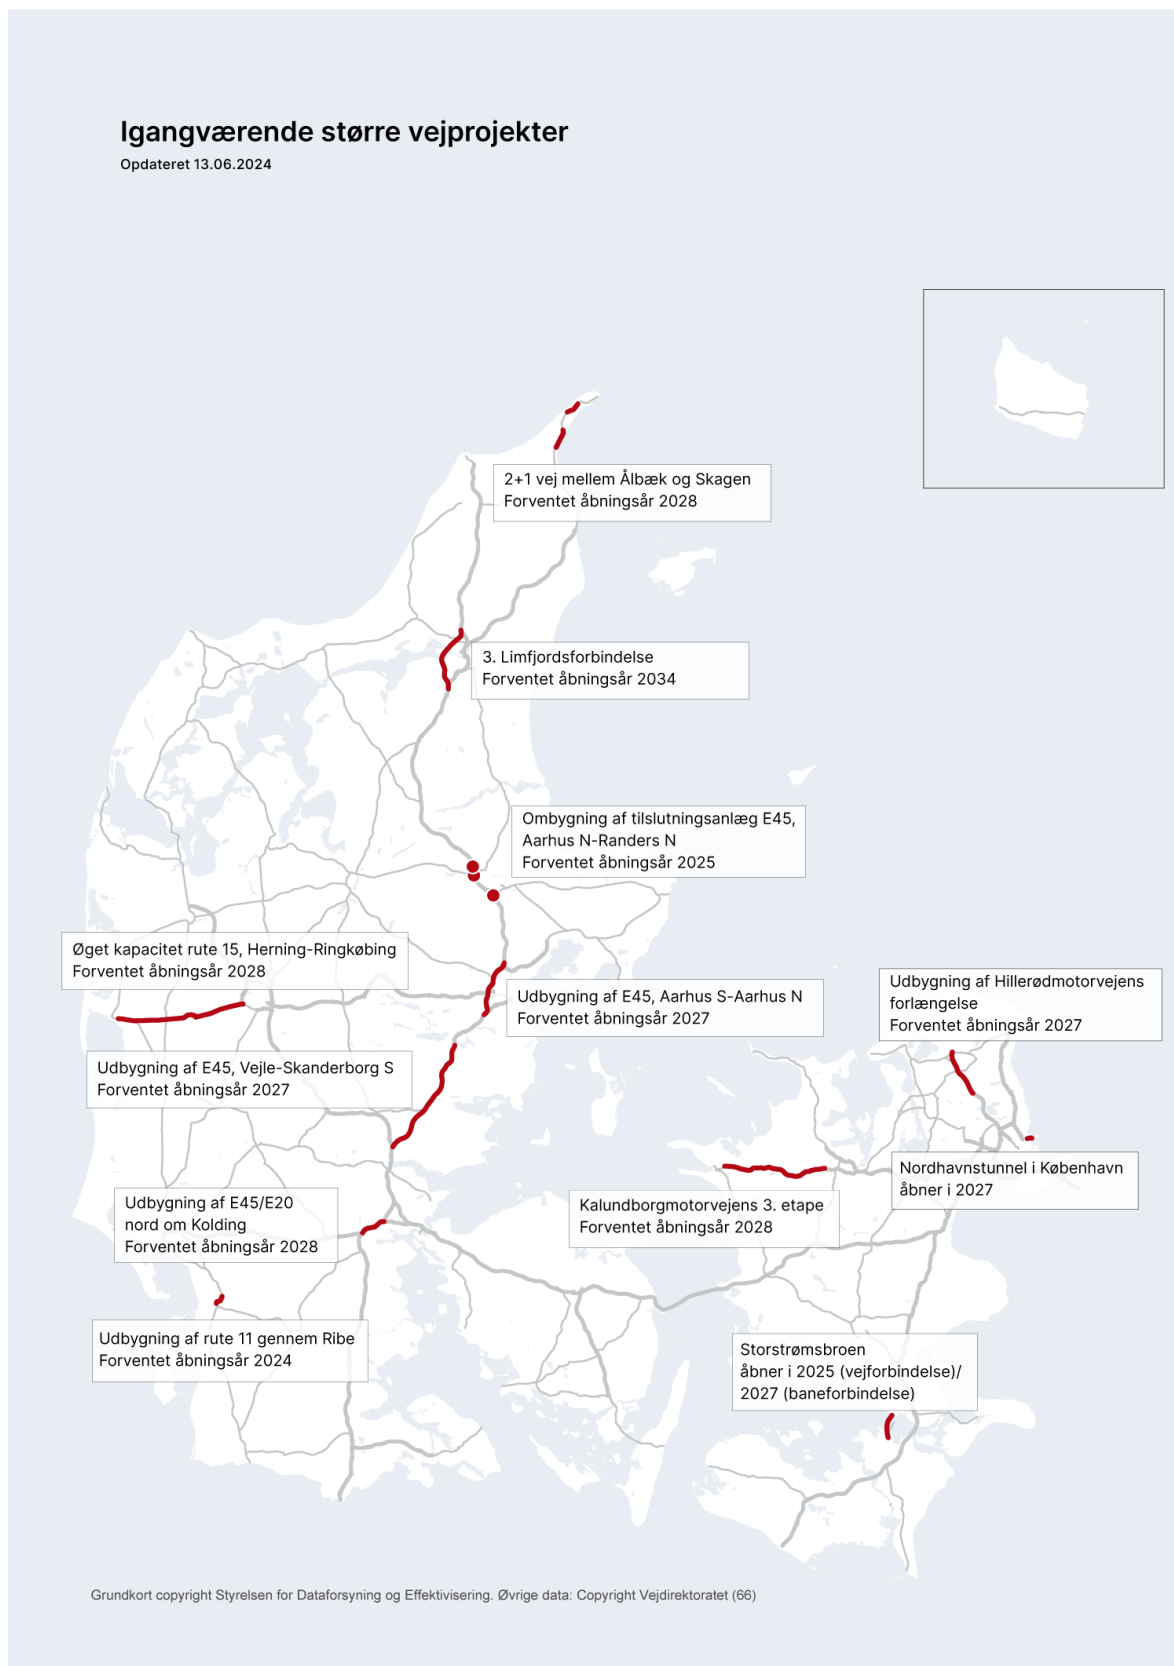 Igangværende større vejprojekter
Opdateret 13.06.2024
2+1 vej mellem Ålbæk og Skagen
Forventet åbningsår 2028
3. Limfjordsforbindelse
Forventet åbningsår 2034
Ombygning af tilslutningsanlæg E45,
Aarhus N-Randers N
Forventet åbningsår 2025
Øget kapacitet rute 15, Herning-Ringkøbing
Forventet åbningsår 2028
Udbygning af E45, Aarhus S-Aarhus N
Forventet åbningsår 2027
Udbygning af Hillerødmotorvejens
forlængelse
Forventet åbningsår 2027
Udbygning af E45, Vejle-Skanderborg S
Forventet åbningsår 2027
Nordhavnstunnel i København
åbner i 2027
Udbygning af E45/E20
nord om Kolding
Forventet åbningsår 2028
Kalundborgmotorvejens 3. etape
Forventet åbningsår 2028
Udbygning af rute 11 gennem Ribe
Forventet åbningsår 2024
Storstrømsbroen
åbner i 2025 (vejforbindelse)/
2027 (baneforbindelse)
Grundkort copyright Styrelsen for Dataforsyning og Effektivisering. Øvrige data: Copyright Vejdirektoratet (66)